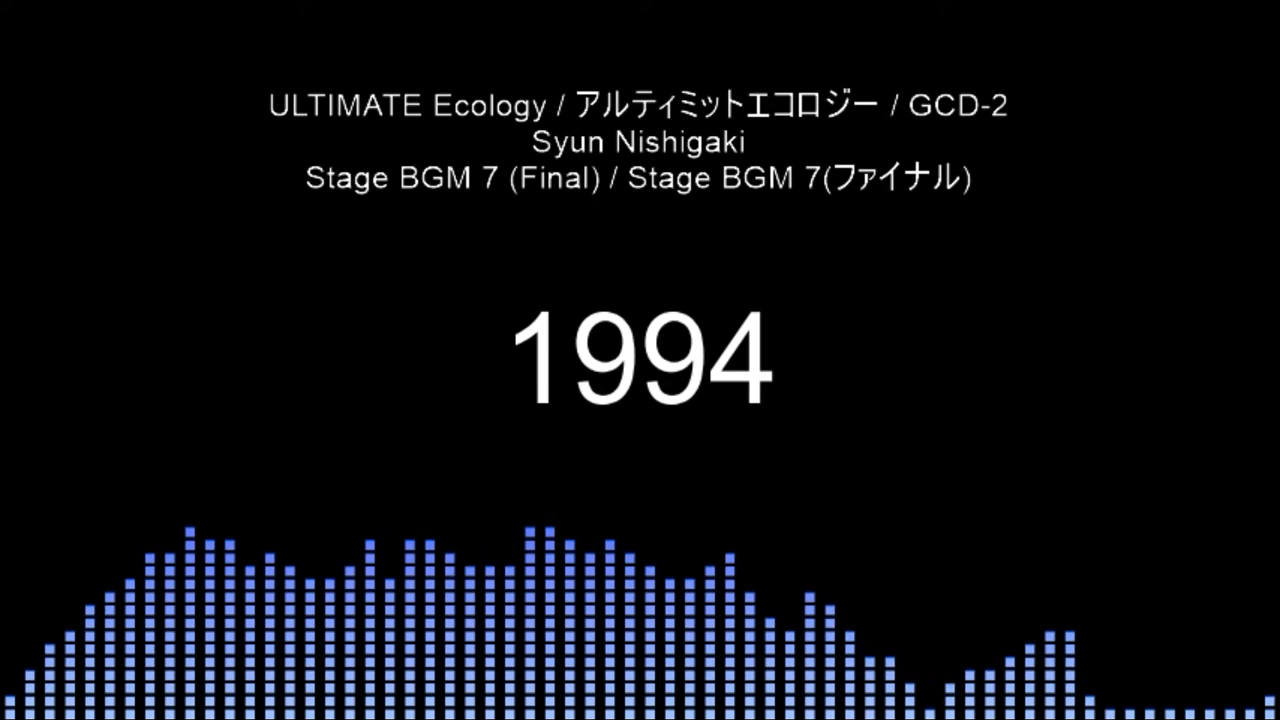 ULTIMATE Ecology / アルティミットエコロジー / GCD-2
Syun Nishigaki
Stage BGM 7 (Final) / Stage BGM 7(ファイナル)
1994